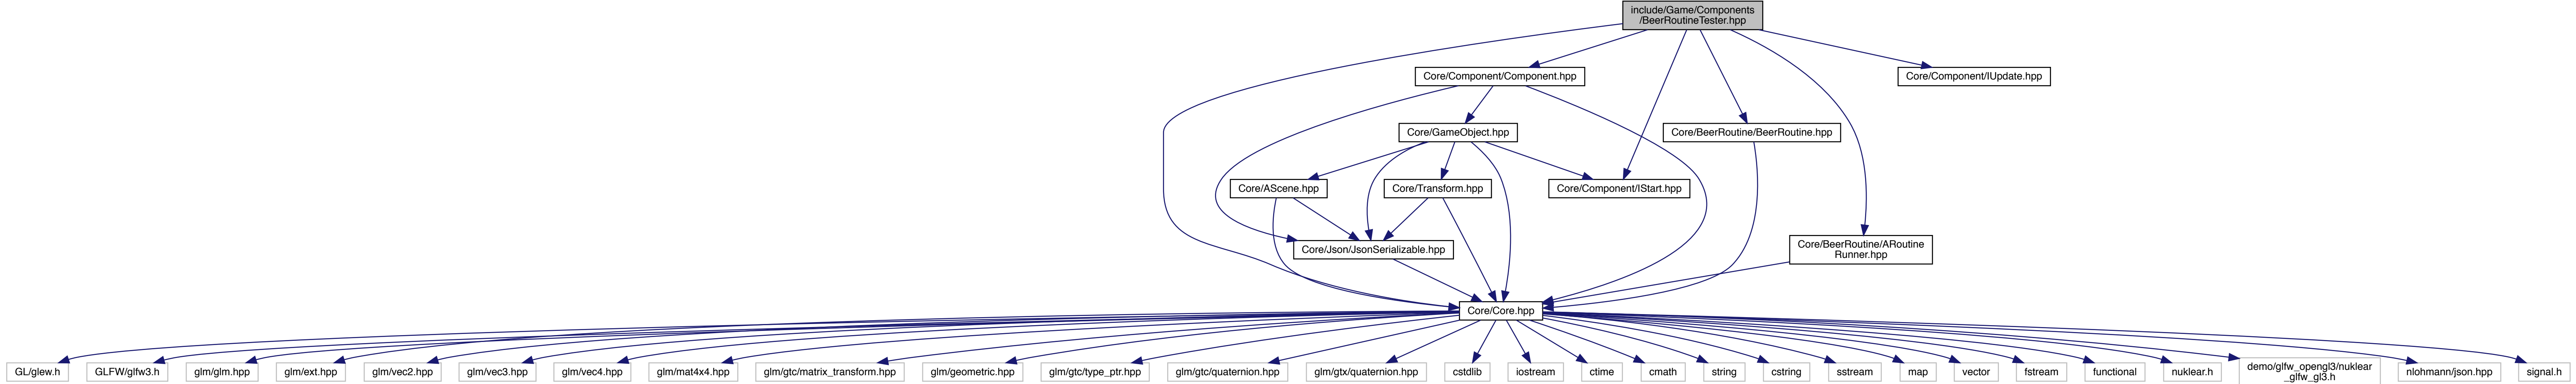 include/Game/Components
/BeerRoutineTester.hpp
Core/Component/Component.hpp
Core/Component/IUpdate.hpp
Core/GameObject.hpp
Core/BeerRoutine/BeerRoutine.hpp
Core/AScene.hpp
Core/Transform.hpp
Core/Component/IStart.hpp
Core/Json/JsonSerializable.hpp
Core/BeerRoutine/ARoutine
Runner.hpp
Core/Core.hpp
GL/glew.h
GLFW/glfw3.h
glm/glm.hpp
glm/ext.hpp
glm/vec2.hpp
glm/vec3.hpp
glm/vec4.hpp
glm/mat4x4.hpp
glm/gtc/matrix_transform.hpp
glm/geometric.hpp
glm/gtc/type_ptr.hpp
glm/gtc/quaternion.hpp
glm/gtx/quaternion.hpp
cstdlib
iostream
ctime
cmath
string
cstring
sstream
map
vector
fstream
functional
nuklear.h
demo/glfw_opengl3/nuklear
_glfw_gl3.h
nlohmann/json.hpp
signal.h